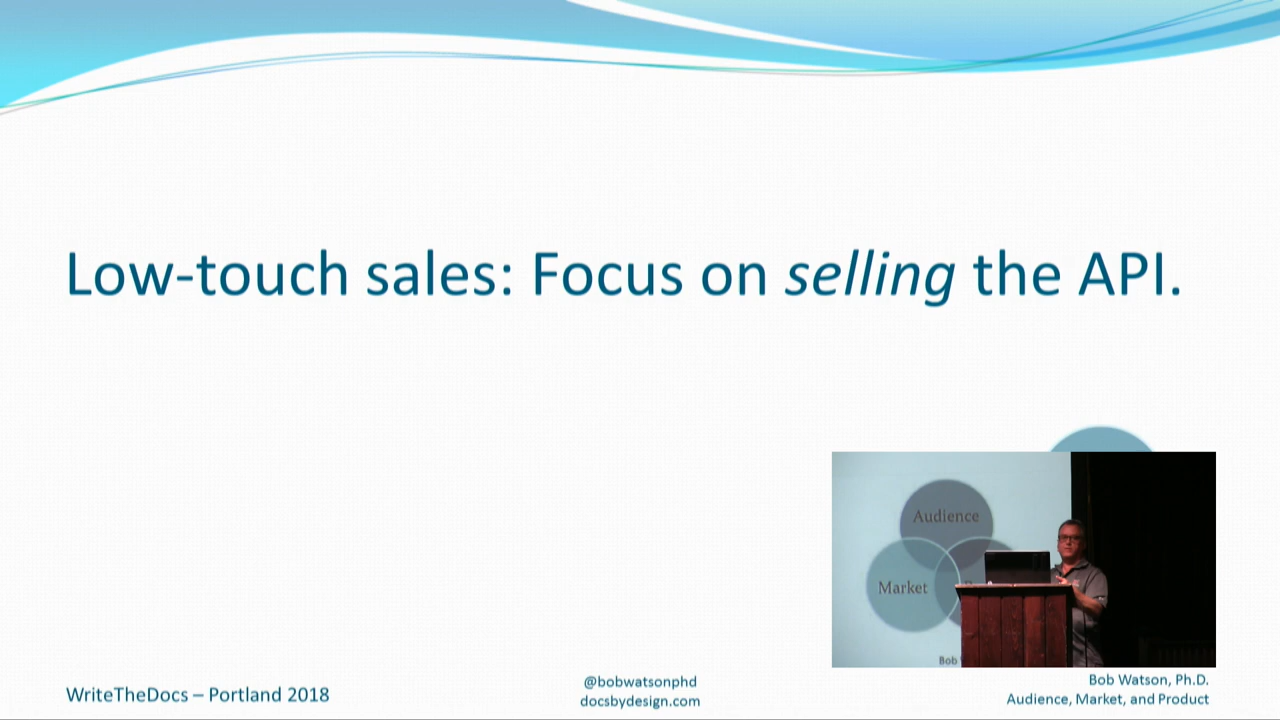 Low-touch sales: Focus on selling the API.
Audience
Market
Bob
WriteTheDocs – Portland 2018
@bobwatsonphd
docsbydesign.com
Bob Watson, Ph.D.
Audience, Market, and Product